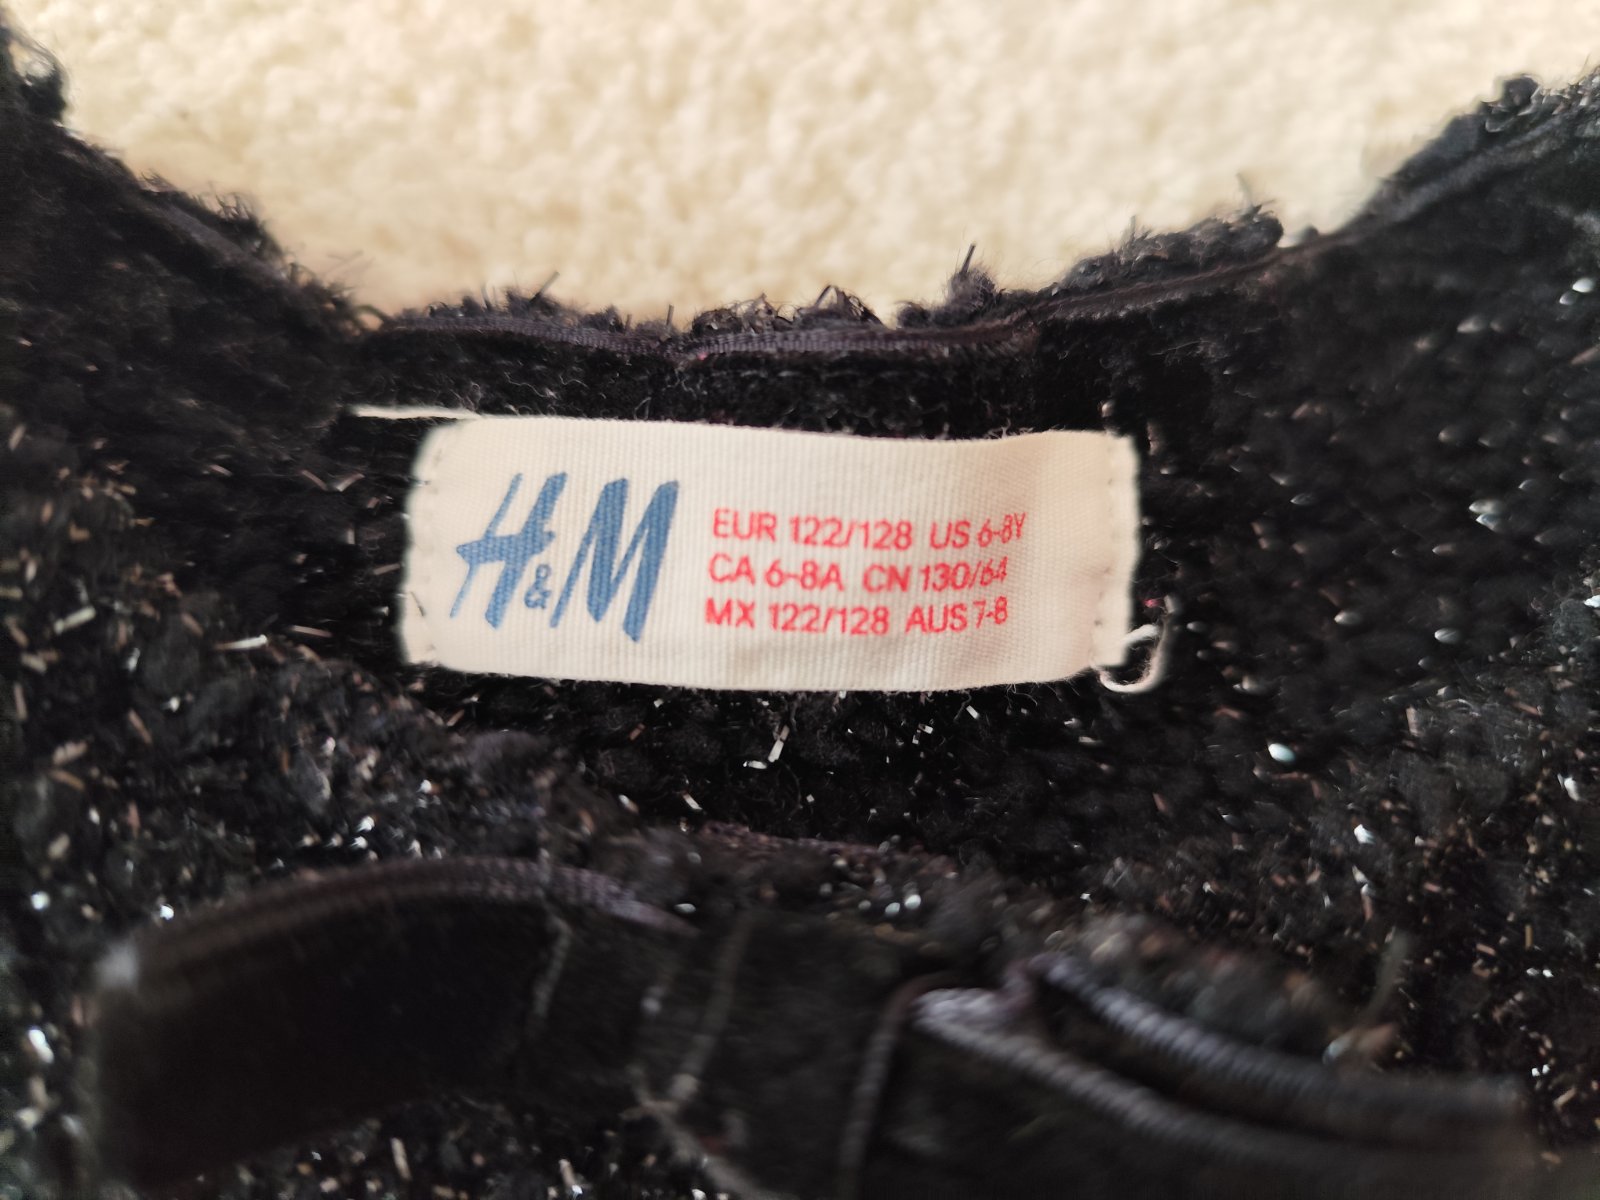 H&M
EUR 122/128 US 6-8Y
CA 6-8A CN 130/64
MX 122/128 AUS 7-8